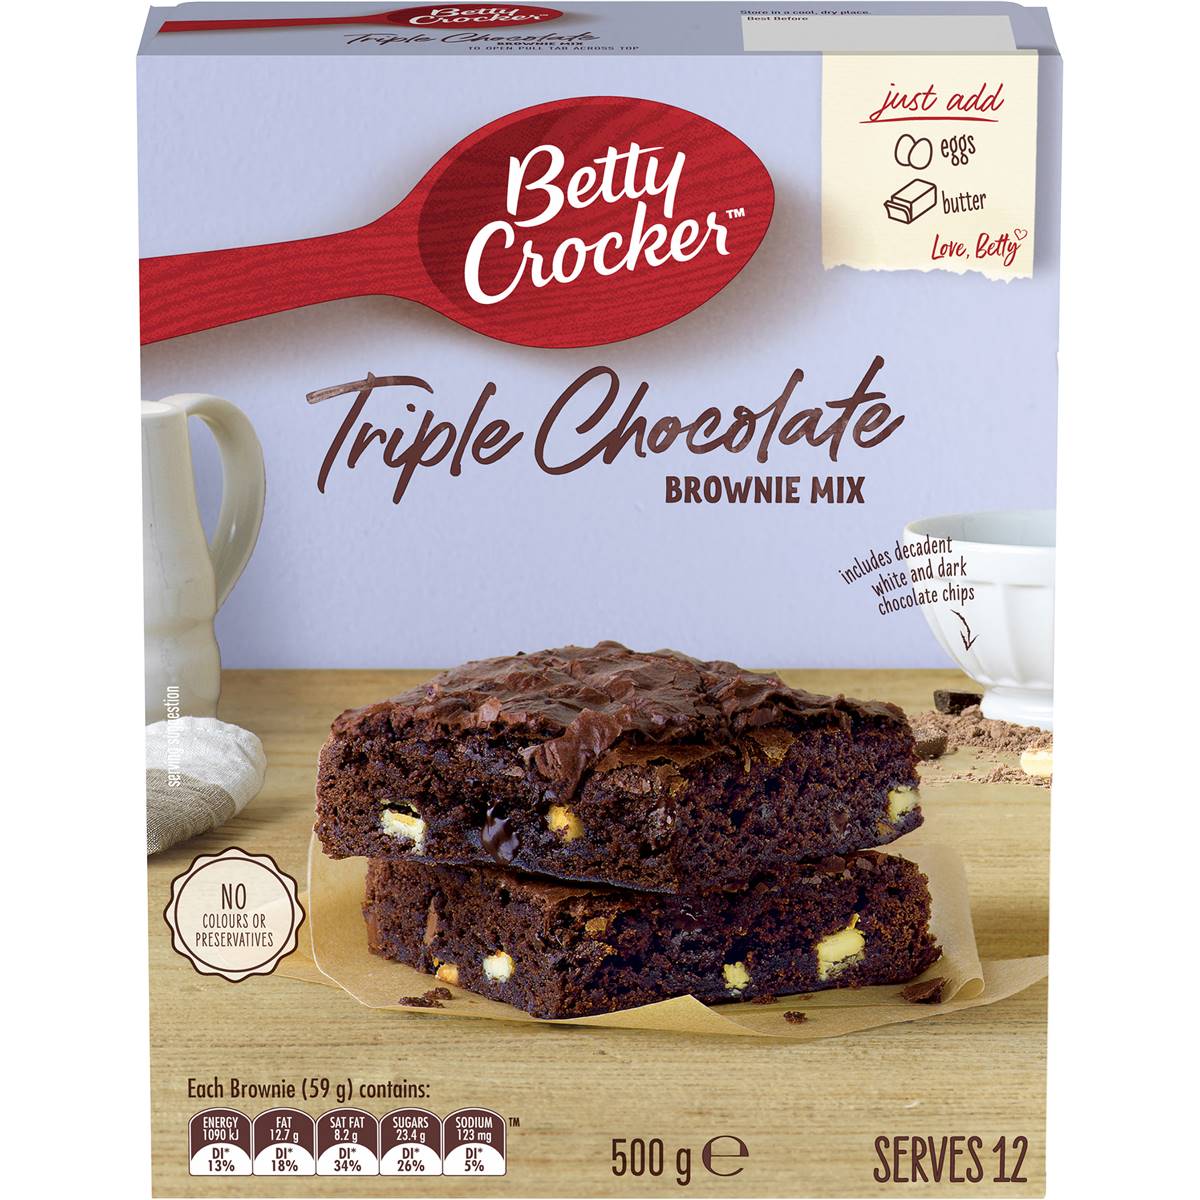 Betty
Crocker™
Triple Chocolate
BROWNIE MIX
TO OPEN PULL TAB ACROSS TOP
Store in a cool, dry place.
Best Before
just add
eggs
butter
Love, Betty
Betty
Crocker™
Triple Chocolate
BROWNIE MIX
includes decadent
white and dark
chocolate chips
serving suggestion
NO
COLOURS OR
PRESERVATIVES
Each Brownie (59 g) contains:
ENERGY
1090 kJ
DI*
13%
FAT
12.7 g
DI*
18%
SAT FAT
8.2 g
DI*
34%
SUGARS
23.4 g
DI*
26%
SODIUM
123 mg
DI*
5%
™
500 g ℮
SERVES 12